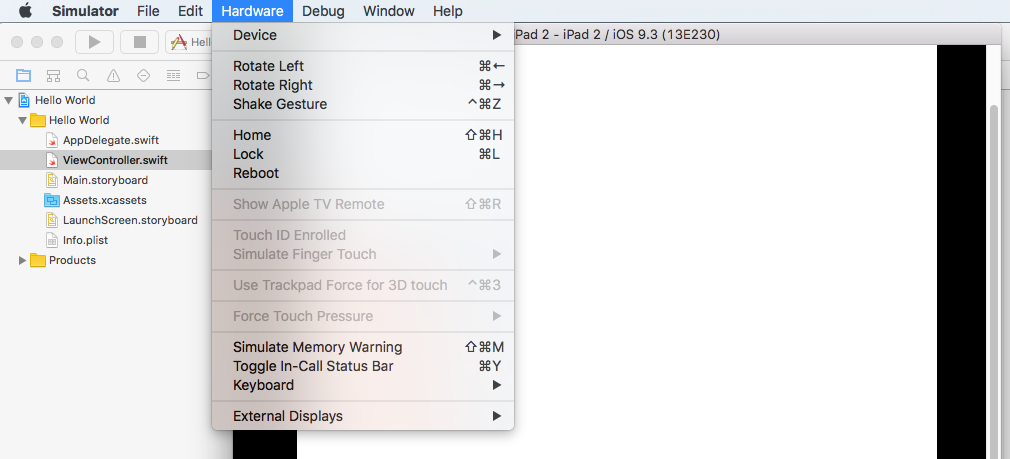 Simulator File Edit Hardware Debug Window Help
Hell
iPad 2 - iPad 2 / iOS 9.3 (13E230)
Device
Rotate Left ⌘←
Rotate Right ⌘→
Shake Gesture ^⌘Z
Home ⇧⌘H
Lock ⌘L
Reboot
Show Apple TV Remote ⇧⌘R
Touch ID Enrolled
Simulate Finger Touch
Use Trackpad Force for 3D touch ^⌘3
Force Touch Pressure
Simulate Memory Warning ⇧⌘M
Toggle In-Call Status Bar ⌘Y
Keyboard
External Displays
Hello World
Hello World
AppDelegate.swift
ViewController.swift
Main.storyboard
Assets.xcassets
LaunchScreen.storyboard
Info.plist
Products